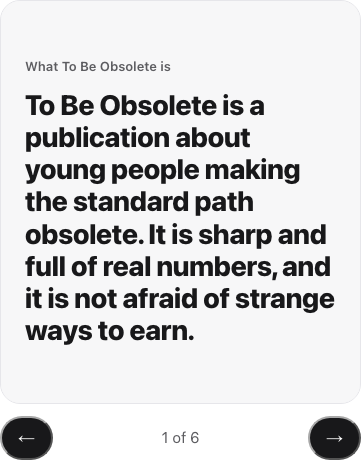 What To Be Obsolete is
To Be Obsolete is a
publication about
young people making
the standard path
obsolete. It is sharp and
full of real numbers, and
it is not afraid of strange
ways to earn.
← 1 of 6 →